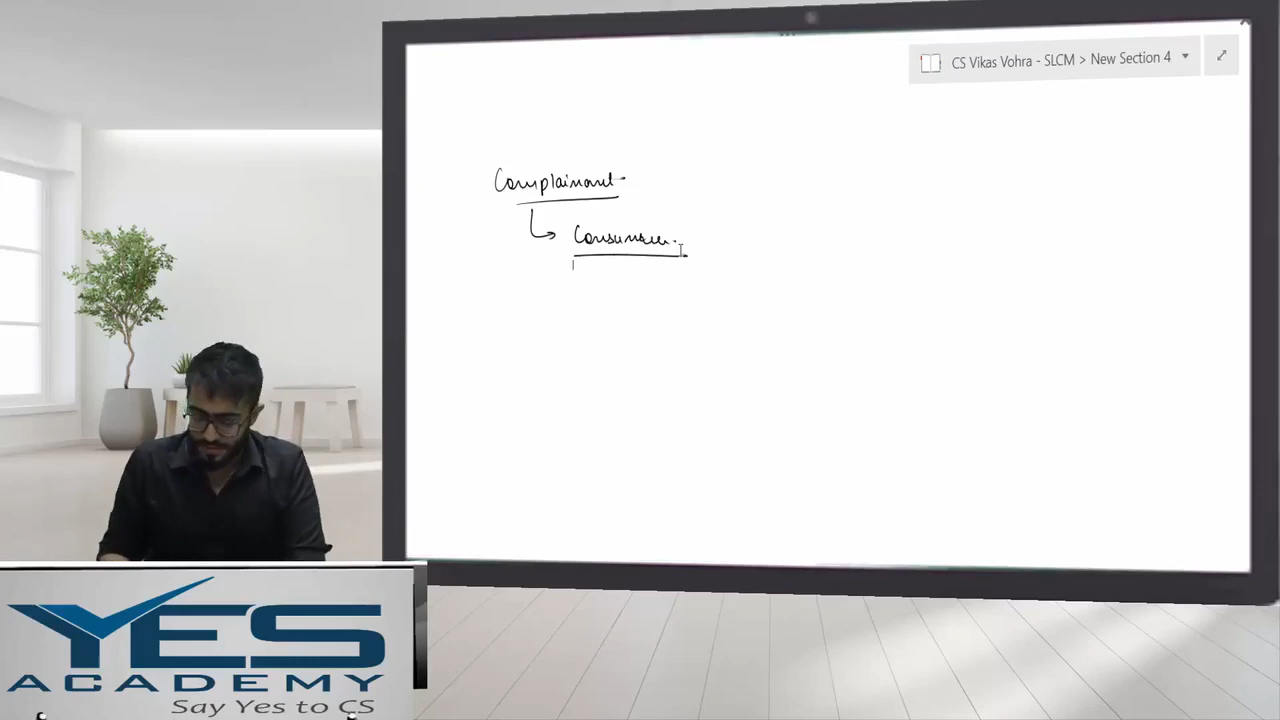 CS Vikas Vohra - SLCM > New Section 4
Complainant
Consumer
YES
ACADEMY
Say Yes to CS